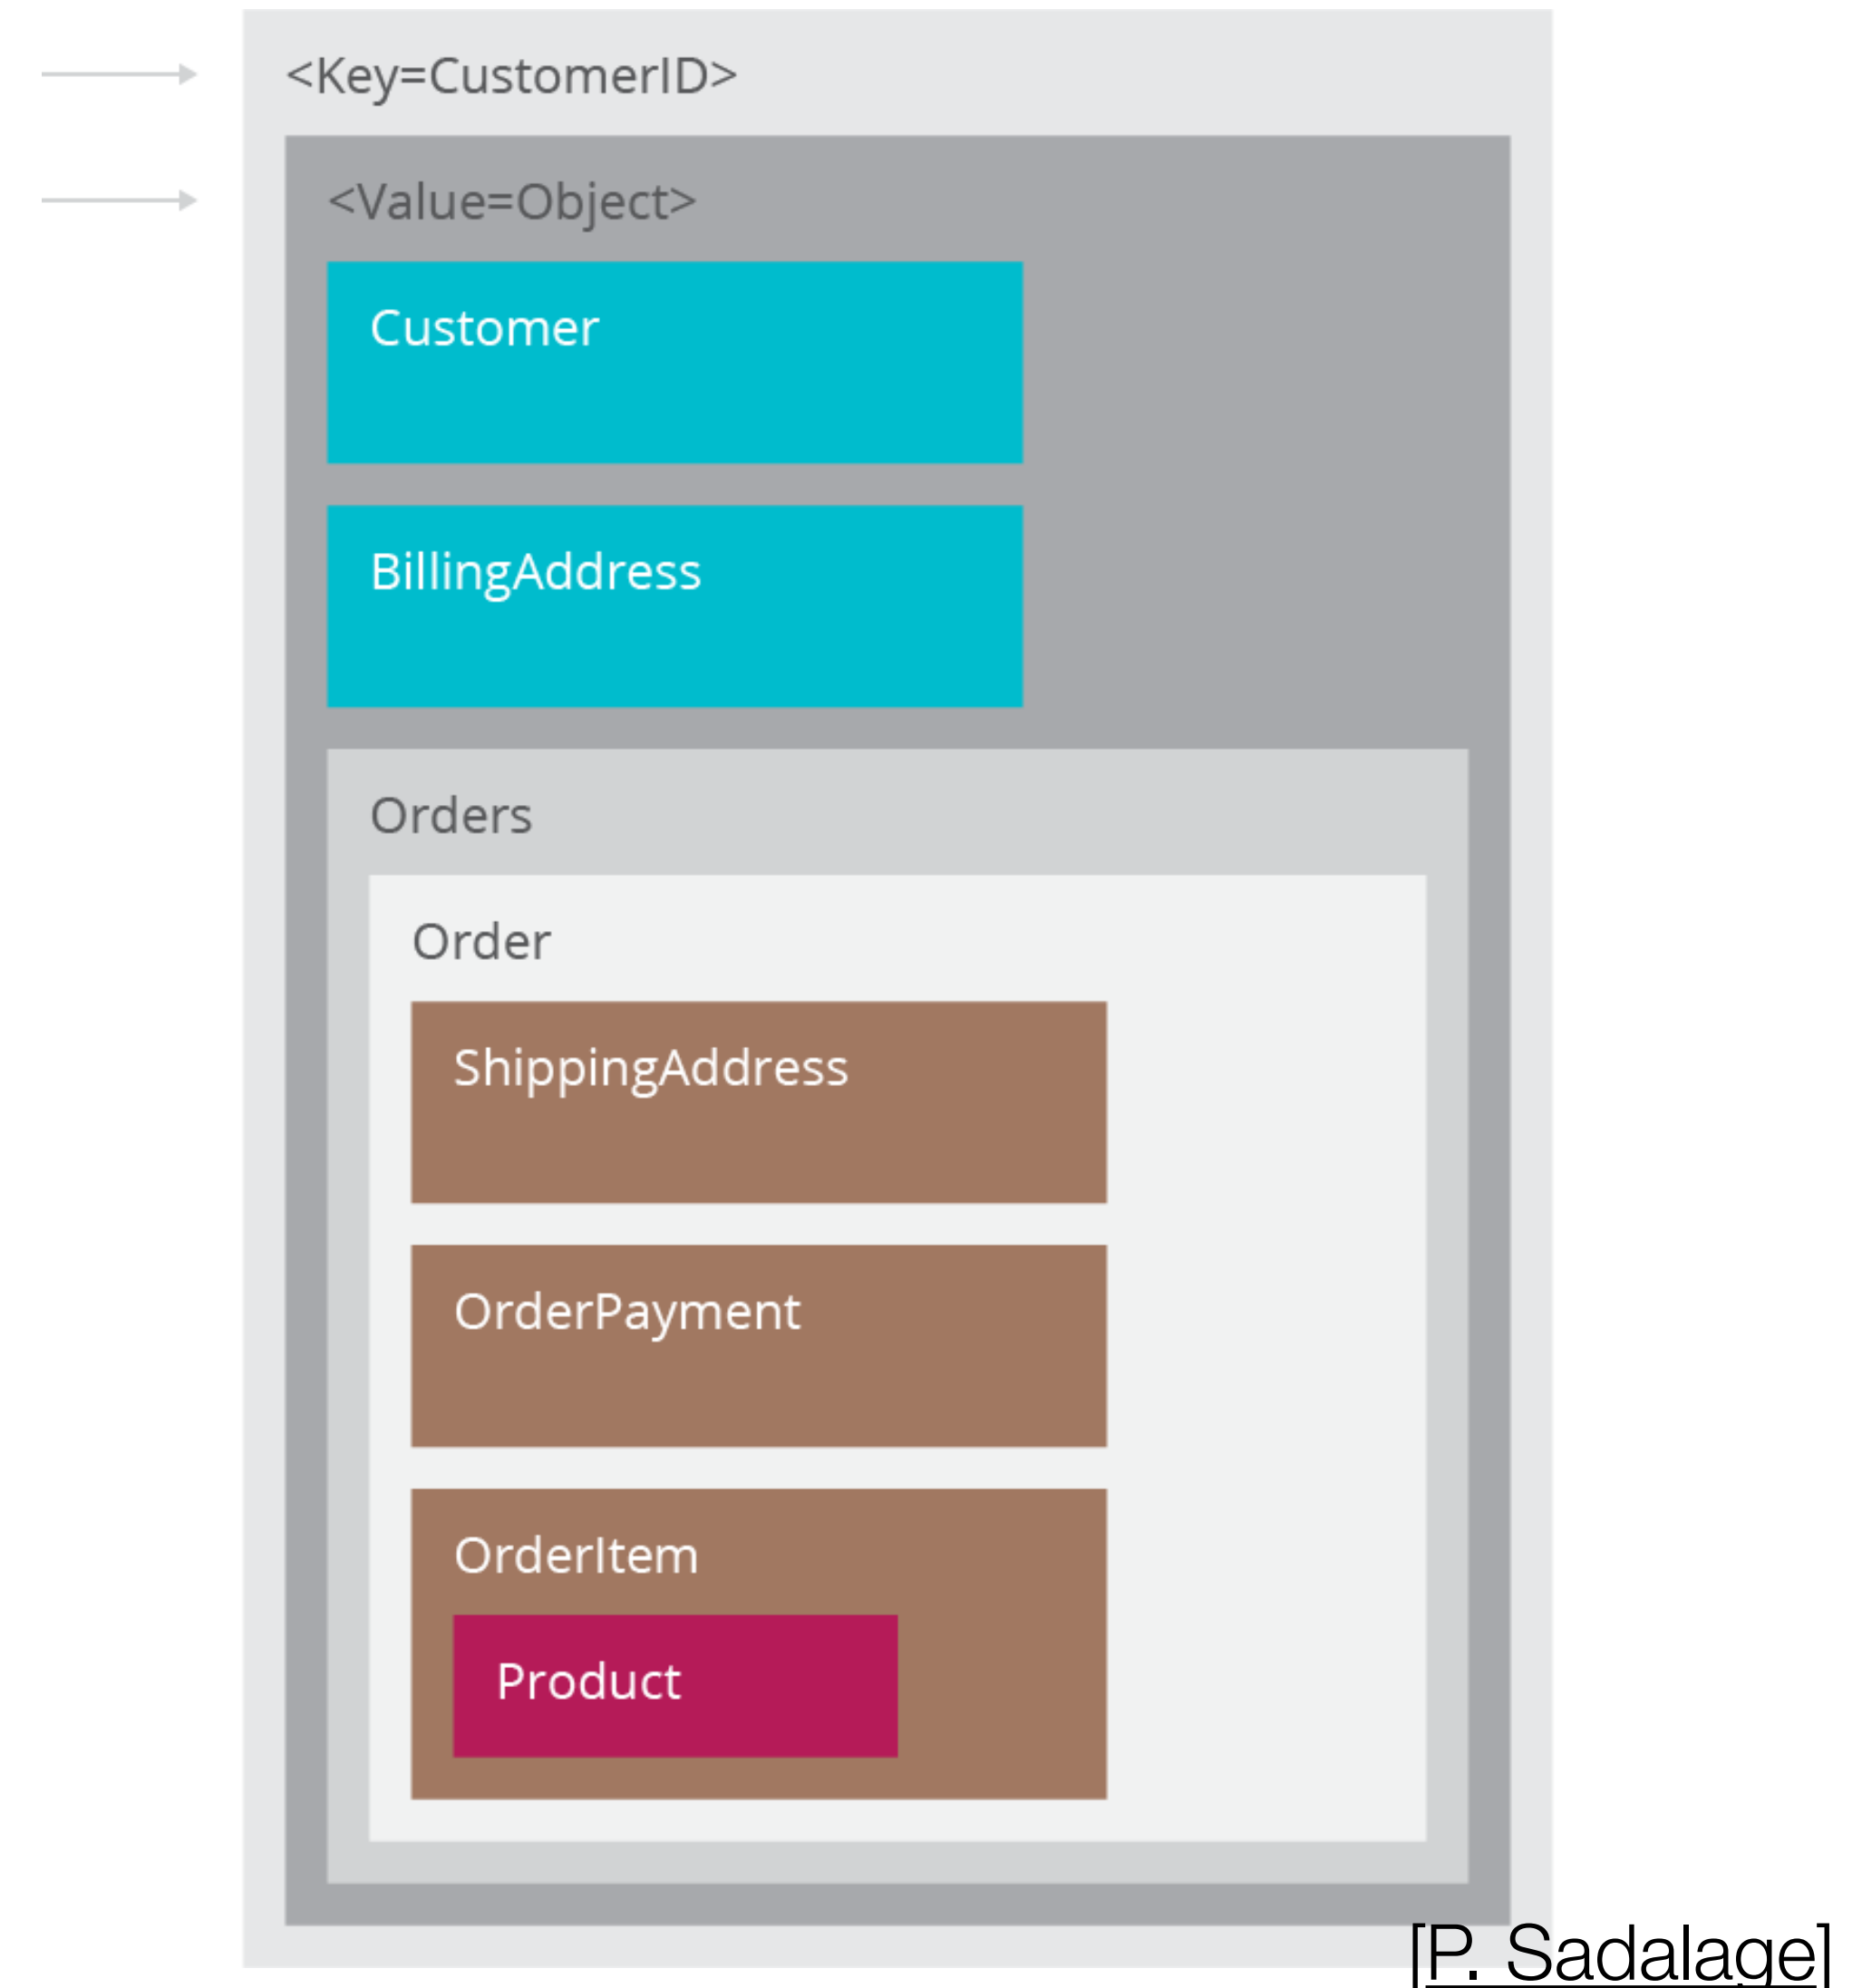 <Key=CustomerID>
<Value=Object>
Customer
BillingAddress
Orders
Order
ShippingAddress
OrderPayment
OrderItem
Product
[P. Sadalage]